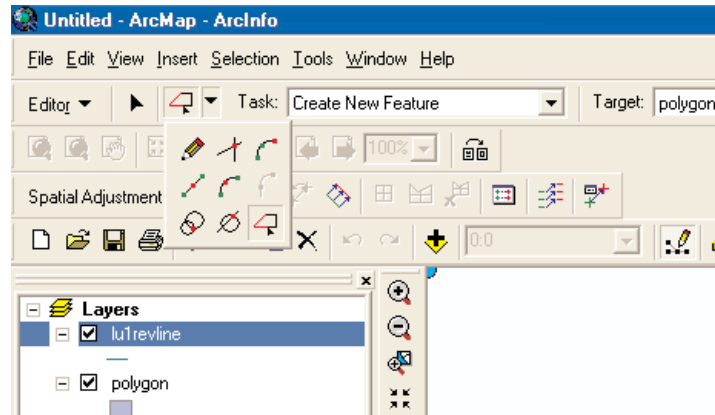 Untitled - ArcMap - ArcInfo
File Edit View Insert Selection Tools Window Help
Editor Task: Create New Feature Target: polygon
100%
Spatial Adjustment
0:0
Layers
lu1revline
polygon